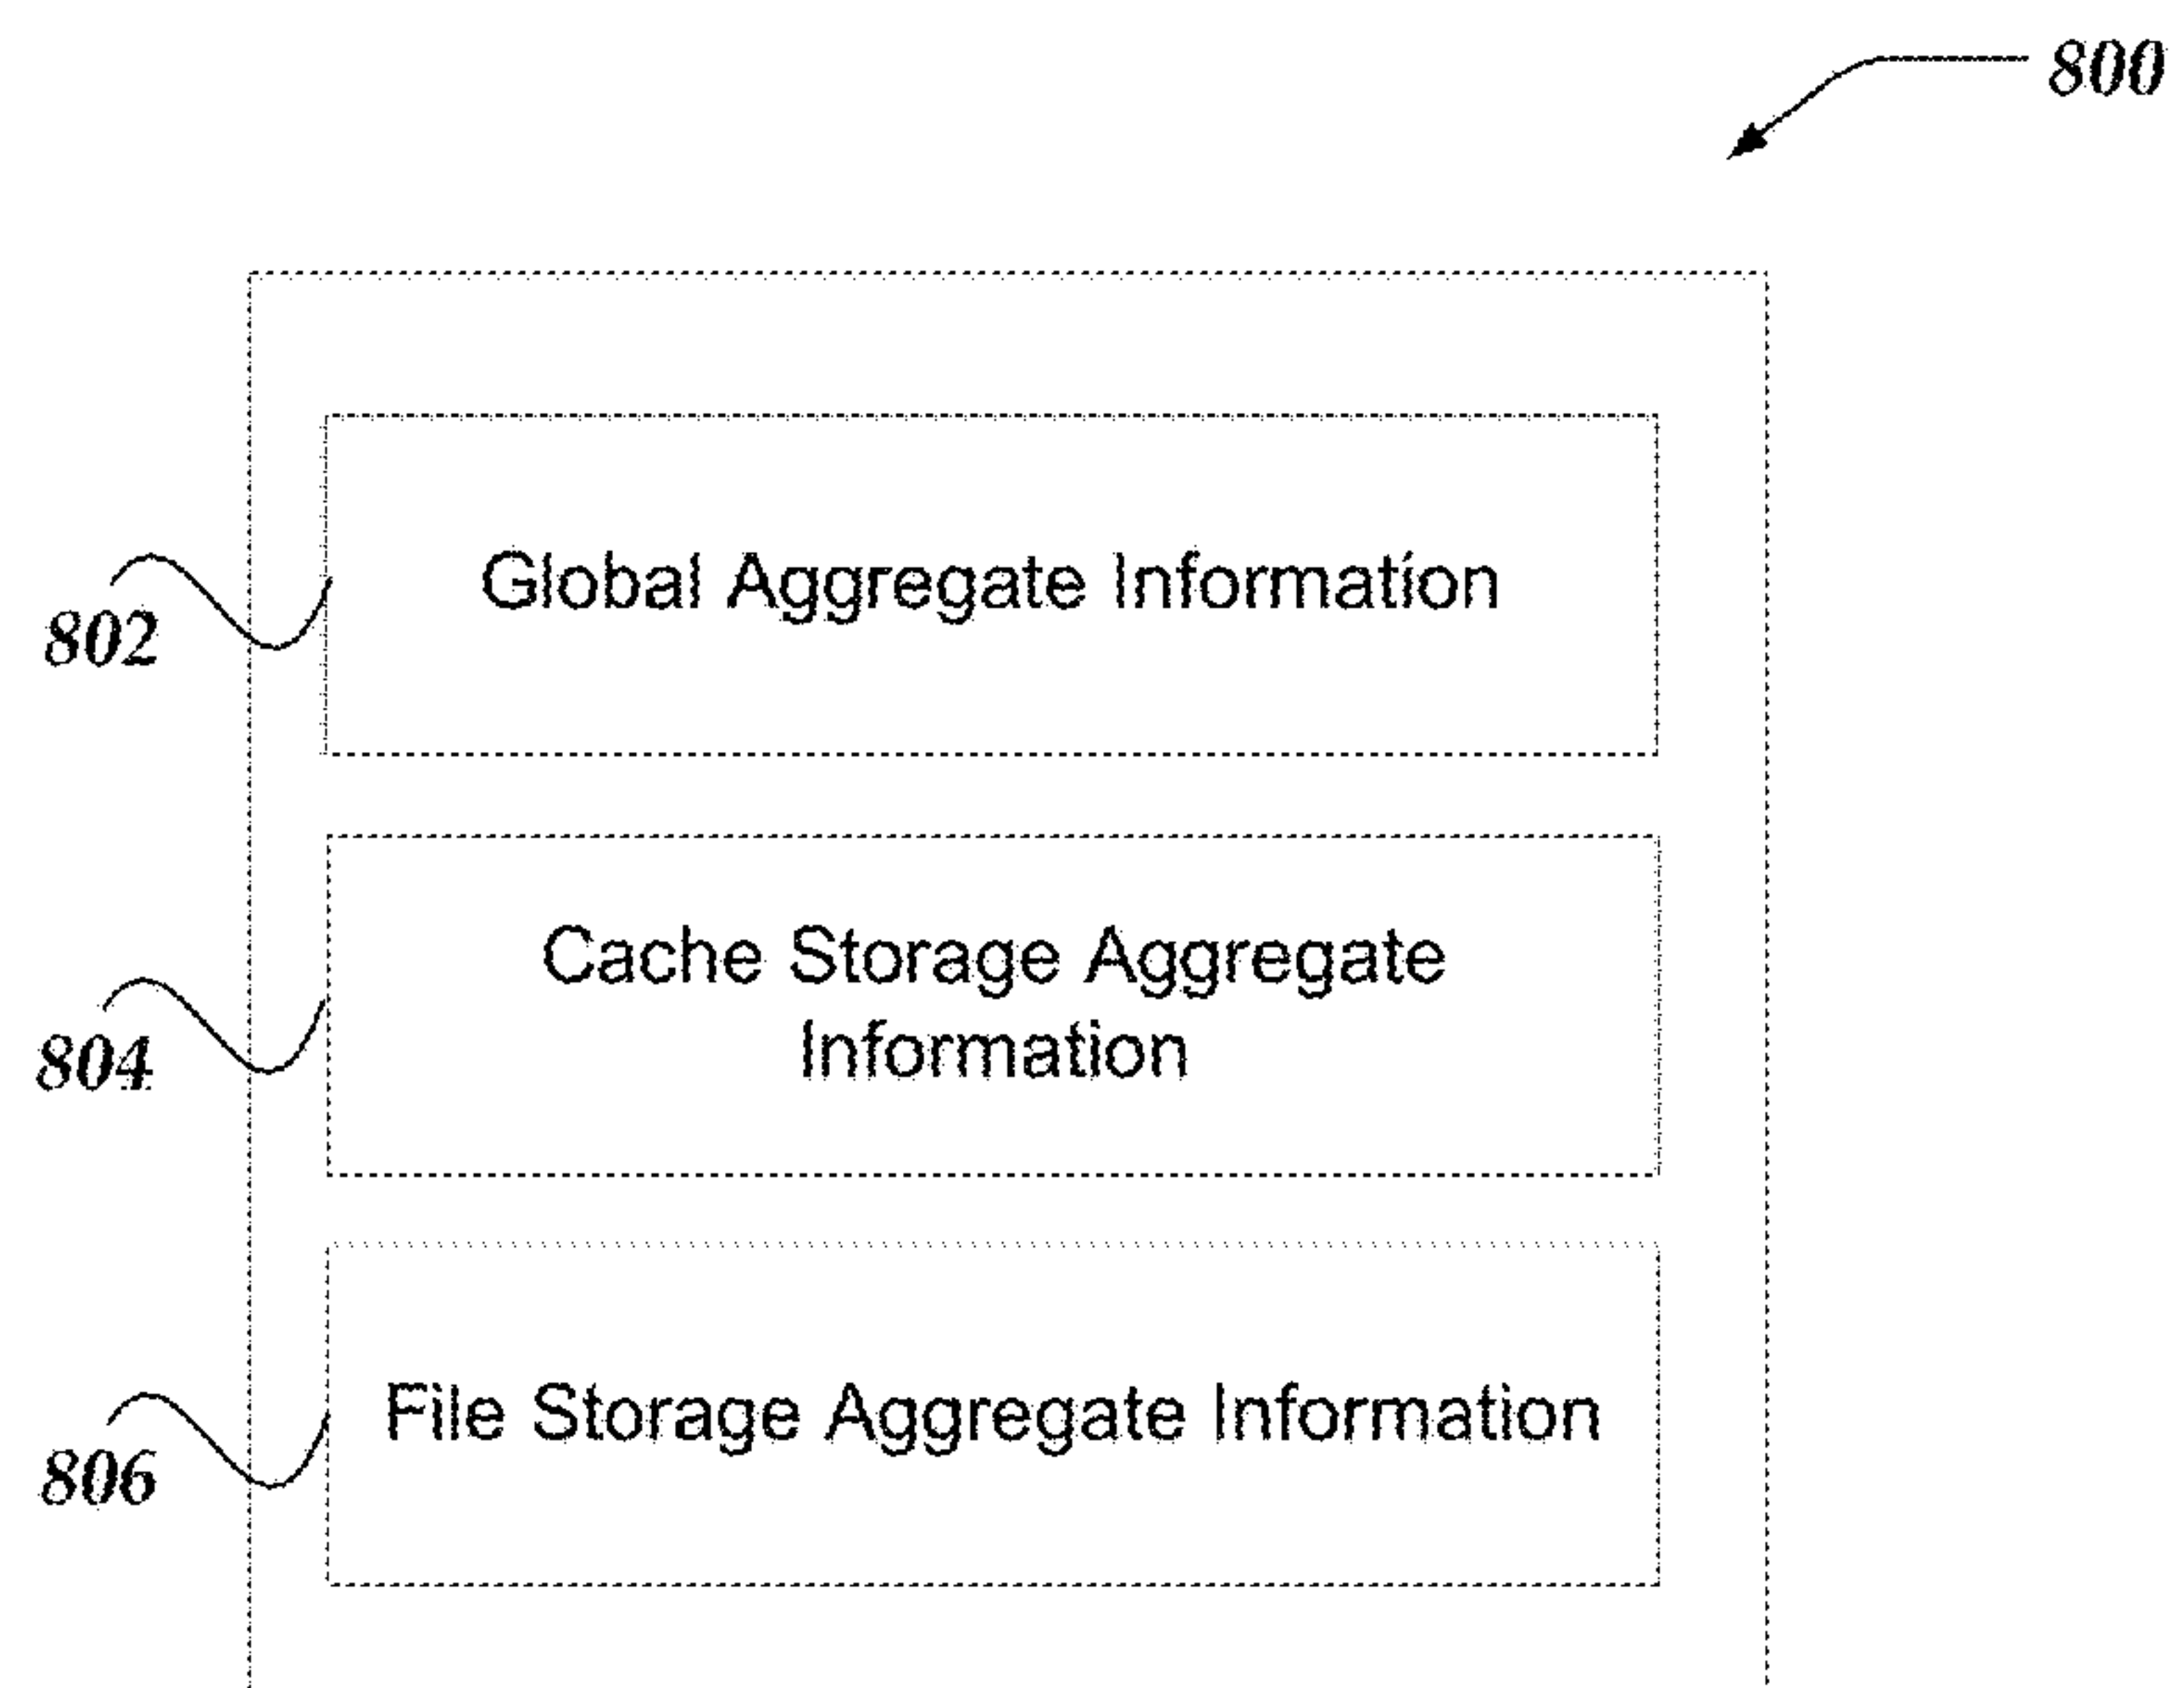 800
Global Aggregate Information
802
Cache Storage Aggregate
Information
804
File Storage Aggregate Information
806